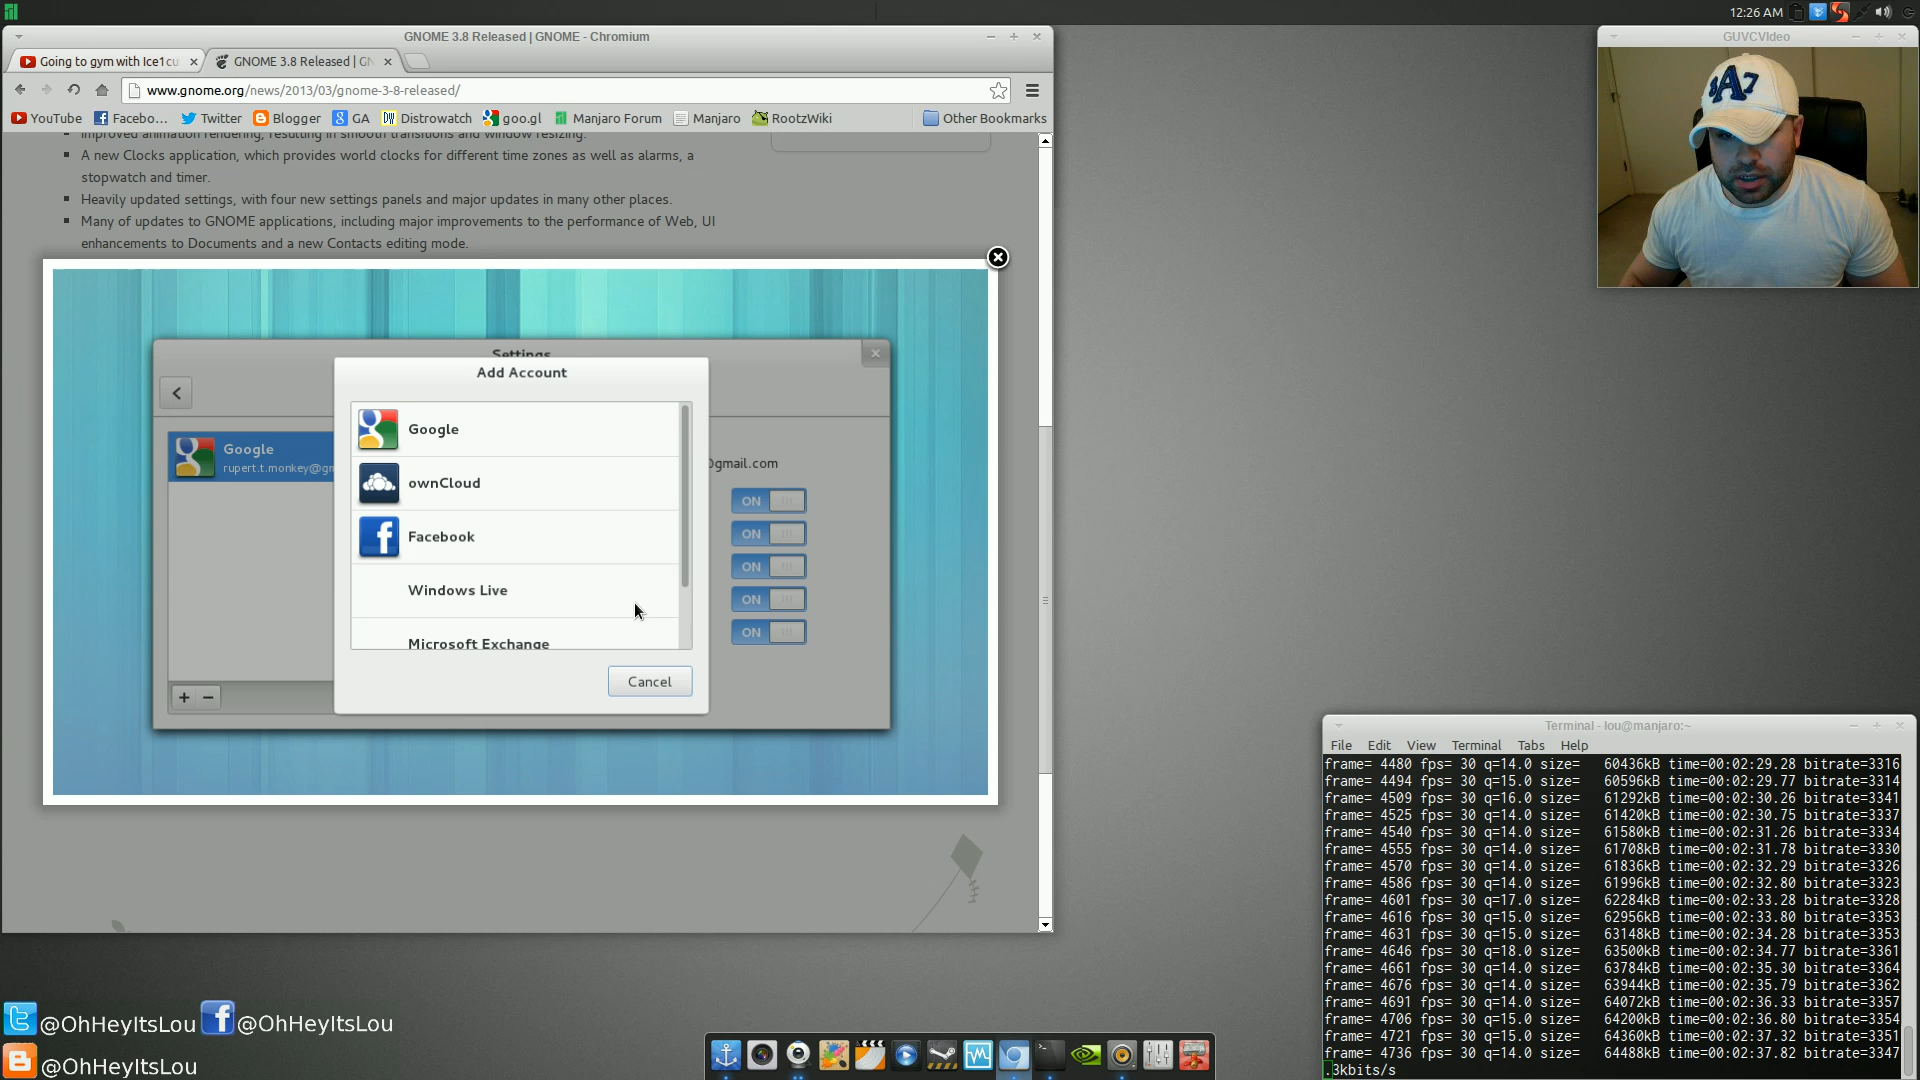 12:26 AM
GNOME 3.8 Released | GNOME - Chromium
Going to gym with Ice1cu
GNOME 3.8 Released | GN
www.gnome.org/news/2013/03/gnome-3-8-released/
YouTube Facebo... Twitter Blogger GA Distrowatch goo.gl Manjaro Forum Manjaro RootzWiki Other Bookmarks
Improved animation rendering, resulting in smooth transitions and window resizing.
A new Clocks application, which provides world clocks for different time zones as well as alarms, a
stopwatch and timer.
Heavily updated settings, with four new settings panels and major updates in many other places.
Many of updates to GNOME applications, including major improvements to the performance of Web, UI
enhancements to Documents and a new Contacts editing mode.
Settings
Add Account
Google
ownCloud
Facebook
Windows Live
Microsoft Exchange
Cancel
Google
rupert.t.monkey@gm
@gmail.com
ON
ON
ON
ON
ON
GUVCVIdeo
A7
Terminal - lou@manjaro:~
File Edit View Terminal Tabs Help
frame= 4480 fps= 30 q=14.0 size= 60436kB time=00:02:29.28 bitrate=3316
frame= 4494 fps= 30 q=15.0 size= 60596kB time=00:02:29.77 bitrate=3314
frame= 4509 fps= 30 q=16.0 size= 61292kB time=00:02:30.26 bitrate=3341
frame= 4525 fps= 30 q=14.0 size= 61420kB time=00:02:30.75 bitrate=3337
frame= 4540 fps= 30 q=14.0 size= 61580kB time=00:02:31.26 bitrate=3334
frame= 4555 fps= 30 q=14.0 size= 61708kB time=00:02:31.78 bitrate=3330
frame= 4570 fps= 30 q=14.0 size= 61836kB time=00:02:32.29 bitrate=3326
frame= 4586 fps= 30 q=14.0 size= 61996kB time=00:02:32.80 bitrate=3323
frame= 4601 fps= 30 q=17.0 size= 62284kB time=00:02:33.28 bitrate=3328
frame= 4616 fps= 30 q=15.0 size= 62956kB time=00:02:33.80 bitrate=3353
frame= 4631 fps= 30 q=15.0 size= 63148kB time=00:02:34.28 bitrate=3353
frame= 4646 fps= 30 q=18.0 size= 63500kB time=00:02:34.77 bitrate=3361
frame= 4661 fps= 30 q=14.0 size= 63784kB time=00:02:35.30 bitrate=3364
frame= 4676 fps= 30 q=14.0 size= 63944kB time=00:02:35.79 bitrate=3362
frame= 4691 fps= 30 q=14.0 size= 64072kB time=00:02:36.33 bitrate=3357
frame= 4706 fps= 30 q=15.0 size= 64200kB time=00:02:36.80 bitrate=3354
frame= 4721 fps= 30 q=15.0 size= 64360kB time=00:02:37.32 bitrate=3351
frame= 4736 fps= 30 q=14.0 size= 64488kB time=00:02:37.82 bitrate=3347
.3kbits/s
@OhHeyItsLou @OhHeyItsLou
@OhHeyItsLou